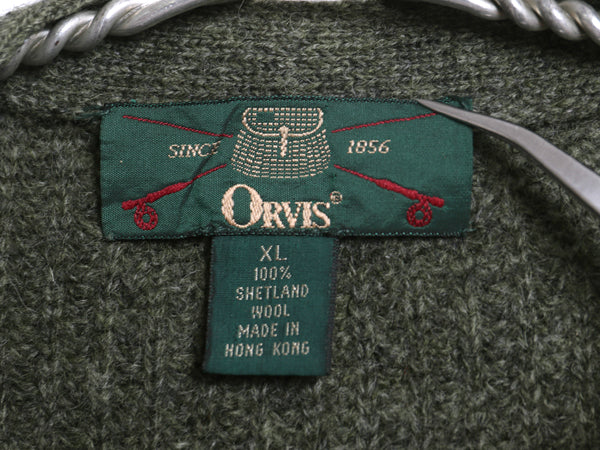 SINCE 1856
ORVIS®
XL
100%
SHETLAND
WOOL
MADE IN
HONG KONG